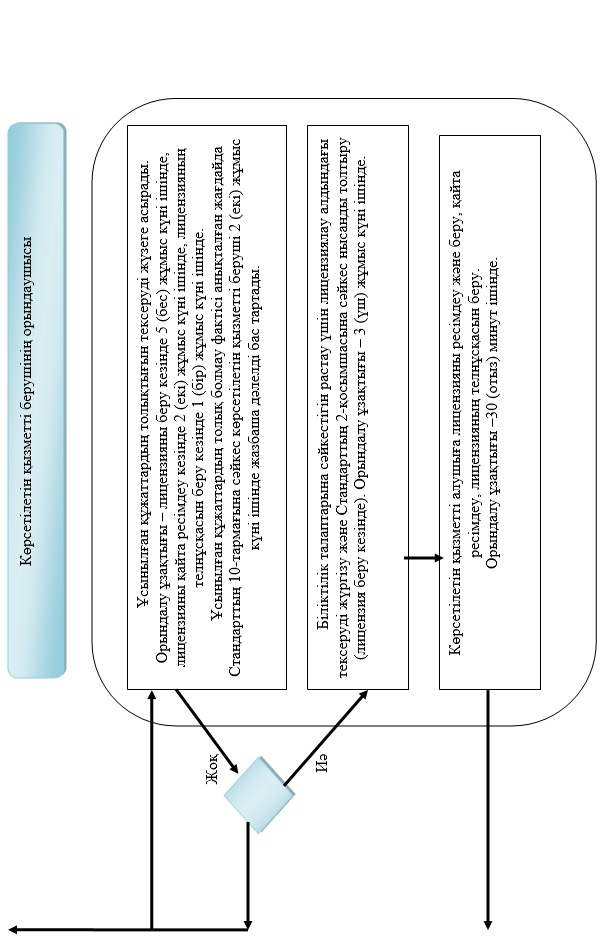 Көрсетілетін қызметті берушінің орындаушысы
Ұсынылған құжаттардың толықтығын тексеруді жүзеге асырады.
Орындалу ұзақтығы – лицензияны беру кезінде 5 (бес) жұмыс күні ішінде,
лицензияны қайта ресімдеу кезінде 2 (екі) жұмыс күні ішінде, лицензияның
телнұсқасын беру кезінде 1 (бір) жұмыс күні ішінде.
Ұсынылған құжаттардың толық болмау фактісі анықталған жағдайда
Стандарттың 10-тармағына сәйкес көрсетілетін қызметті беруші 2 (екі) жұмыс
күні ішінде жазбаша дәлелді бас тартады.
Біліктілік талаптарына сәйкестігін растау үшін лицензиялау алдындағы
тексеруді жүргізу және Стандарттың 2-қосымшасына сәйкес нысанды толтыру
(лицензия беру кезінде). Орындалу ұзақтығы – 3 (үш) жұмыс күні ішінде.
Көрсетілетін қызметті алушыға лицензияны ресімдеу және беру, қайта
ресімдеу, лицензияның телнұсқасын беру.
Орындалу ұзақтығы –30 (отыз) минут ішінде.
Жоқ
Иә